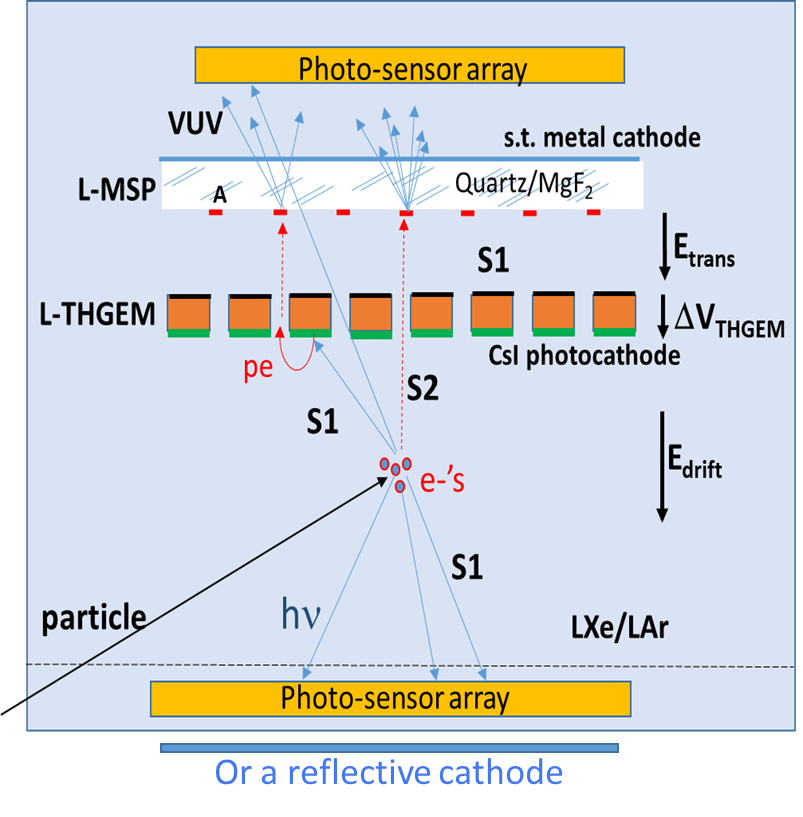 Photo-sensor array
VUV
s.t. metal cathode
L-MSP
A
Quartz/MgF2
S1
Etrans
L-THGEM
ΔVTHGEM
CsI photocathode
pe
S2
S1
Edrift
e-'s
S1
particle
hν
LXe/LAr
Photo-sensor array
Or a reflective cathode